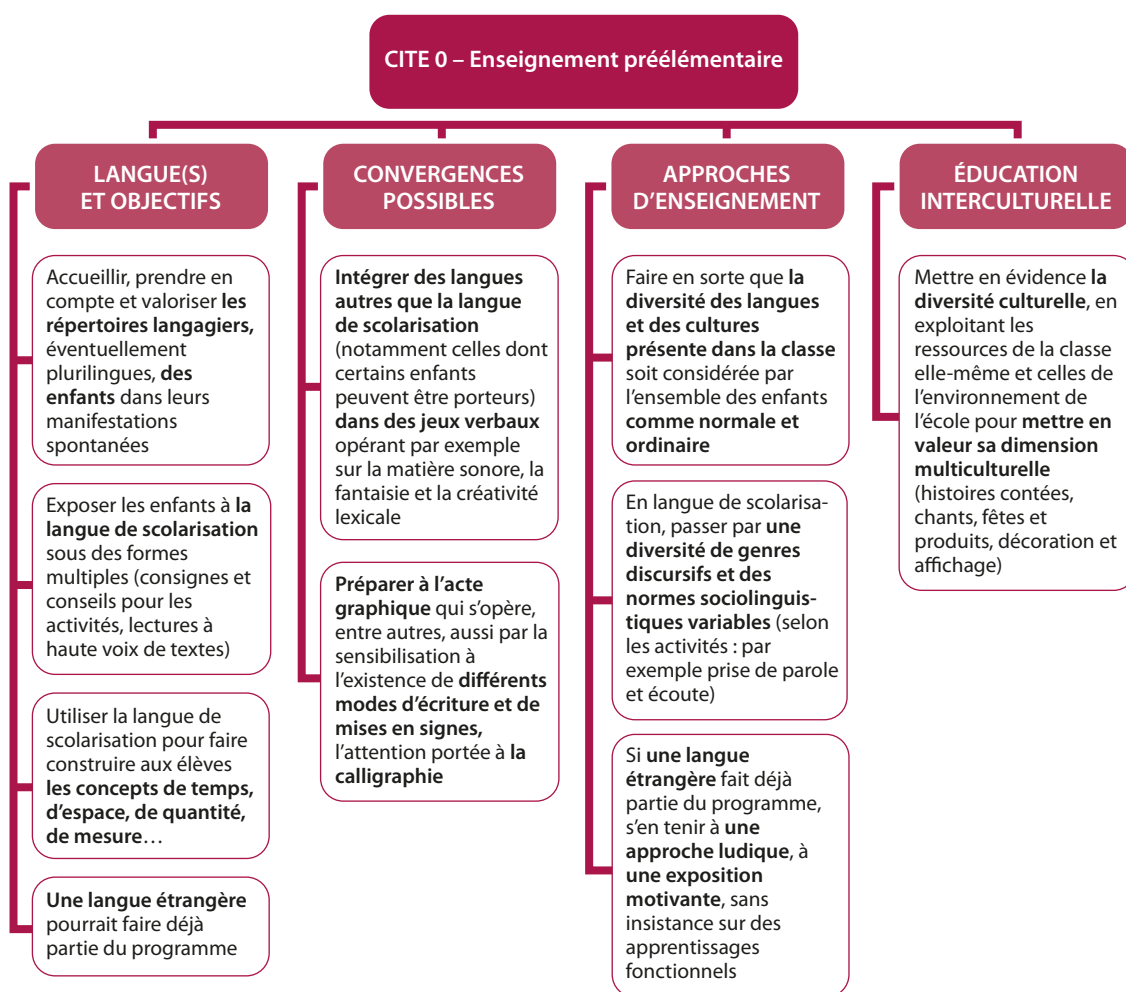 CITE 0 – Enseignement préélémentaire
LANGUE(S)
ET OBJECTIFS
Accueillir, prendre en
compte et valoriser les
répertoires langagiers,
éventuellement
plurilingues, des
enfants dans leurs
manifestations
spontanées
Exposer les enfants à la
langue de scolarisation
sous des formes
multiples (consignes et
conseils pour les
activités, lectures à
haute voix de textes)
Utiliser la langue de
scolarisation pour faire
construire aux élèves
les concepts de temps,
d’espace, de quantité,
de mesure…
Une langue étrangère
pourrait faire déjà
partie du programme
CONVERGENCES
POSSIBLES
Intégrer des langues
autres que la langue
de scolarisation
(notamment celles dont
certains enfants
peuvent être porteurs)
dans des jeux verbaux
opérant par exemple
sur la matière sonore, la
fantaisie et la créativité
lexicale
Préparer à l’acte
graphique qui s’opère,
entre autres, aussi par la
sensibilisation à
l’existence de différents
modes d’écriture et de
mises en signes,
l’attention portée à la
calligraphie
APPROCHES
D’ENSEIGNEMENT
Faire en sorte que la
diversité des langues
et des cultures
présente dans la classe
soit considérée par
l’ensemble des enfants
comme normale et
ordinaire
En langue de scolarisa-
tion, passer par une
diversité de genres
discursifs et des
normes sociolinguis-
tiques variables (selon
les activités : par
exemple prise de parole
et écoute)
Si une langue
étrangère fait déjà
partie du programme,
s’en tenir à une
approche ludique, à
une exposition
motivante, sans
insistance sur des
apprentissages
fonctionnels
ÉDUCATION
INTERCULTURELLE
Mettre en évidence la
diversité culturelle, en
exploitant les
ressources de la classe
elle-même et celles de
l’environnement de
l’école pour mettre en
valeur sa dimension
multiculturelle
(histoires contées,
chants, fêtes et
produits, décoration et
affichage)